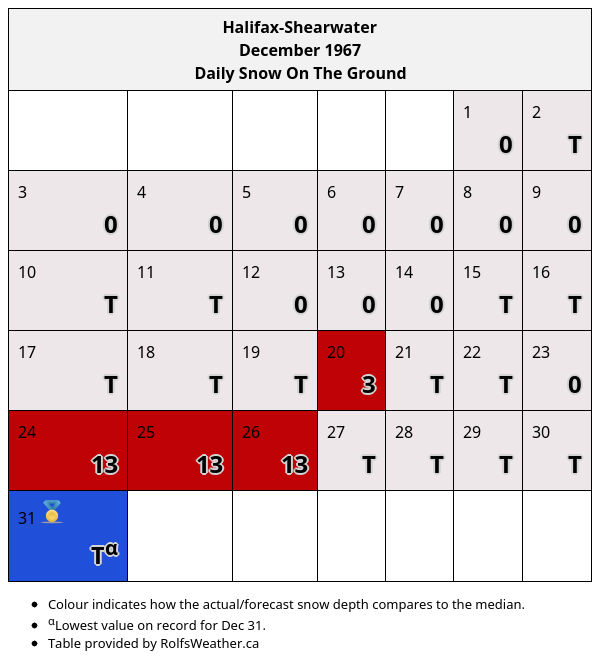 Halifax-Shearwater
December 1967
Daily Snow On The Ground
1 2
0 T
3 4 5 6 7 8 9
0 0 0 0 0 0 0
10 11 12 13 14 15 16
T T 0 0 0 T T
17 18 19 20 21 22 23
T T T 3 T T 0
24 25 26 27 28 29 30
13 13 13 T T T T
31
Tα
• Colour indicates how the actual/forecast snow depth compares to the median.
• αLowest value on record for Dec 31.
• Table provided by RolfsWeather.ca